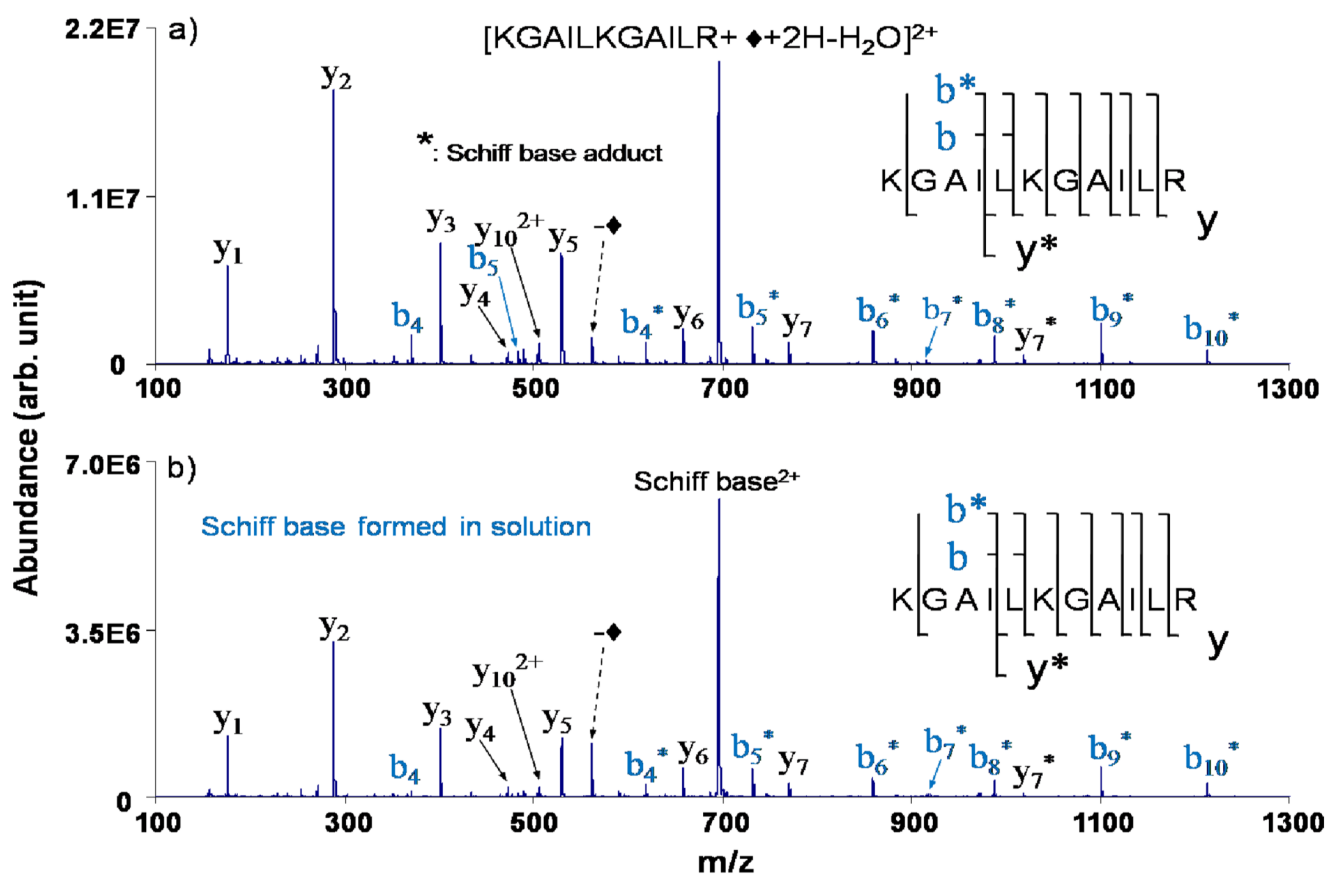 a)
[KGAILKGAILR+ ♦+2H-H₂O]²⁺
2.2E7
1.1E7
0
*: Schiff base adduct
y₁
y₂
b₄
y₃
y₄
b₅
y₁₀²⁺
y₅
–♦
b₄*
y₆
b₅*
y₇
b₆*
b₇*
b₈*
y₇*
b₉*
b₁₀*
b*
b
KGAILKGAILR
y
y*
100 300 500 700 900 1100 1300
Abundance (arb. unit)
b)
Schiff base²⁺
7.0E6
3.5E6
0
Schiff base formed in solution
y₁
y₂
b₄
y₃
y₄
y₁₀²⁺
y₅
–♦
b₄*
y₆
b₅*
y₇
b₆*
b₇*
b₈*
y₇*
b₉*
b₁₀*
b*
b
KGAILKGAILR
y
y*
100 300 500 700 900 1100 1300
m/z